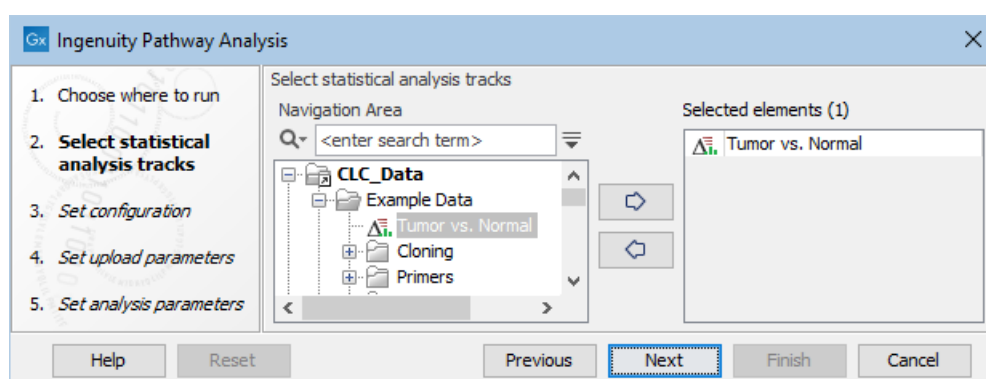 Gx Ingenuity Pathway Analysis
1. Choose where to run
2. Select statistical
analysis tracks
3. Set configuration
4. Set upload parameters
5. Set analysis parameters
Select statistical analysis tracks
Navigation Area
<enter search term>
CLC_Data
Example Data
Tumor vs. Normal
Cloning
Primers
Selected elements (1)
Tumor vs. Normal
Help
Reset
Previous
Next
Finish
Cancel